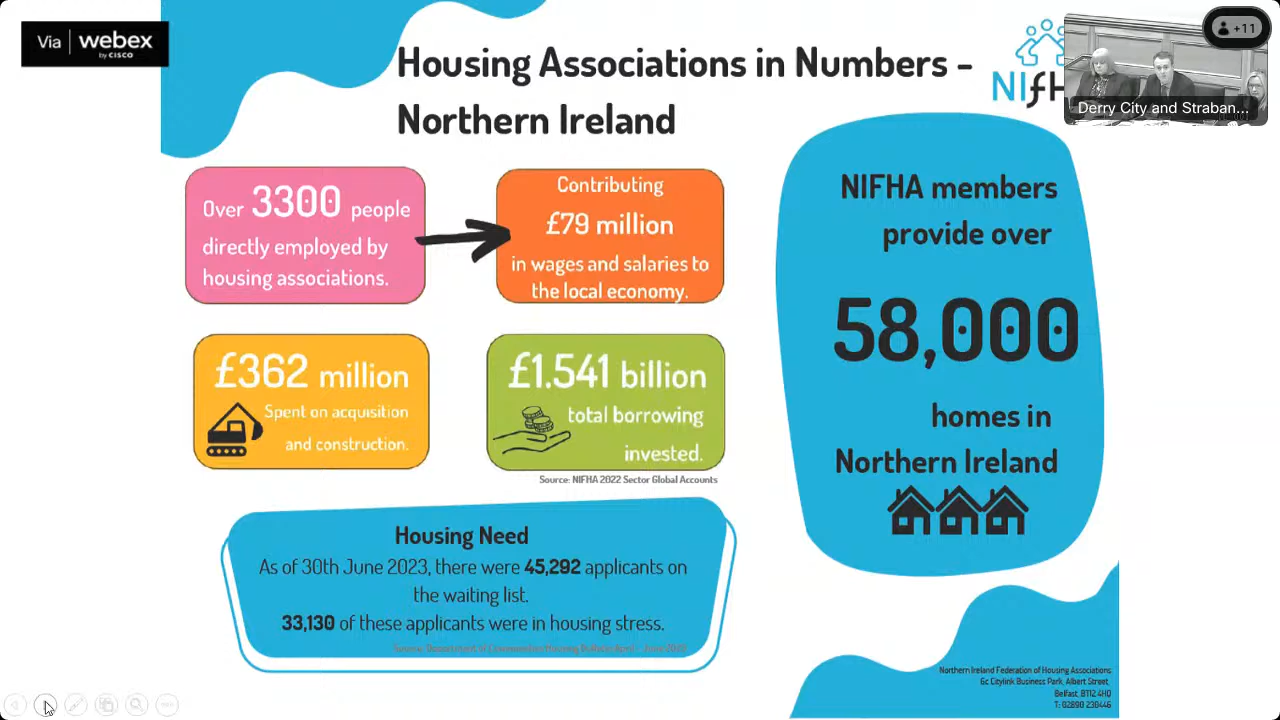 Via webex
by CISCO
Housing Associations in Numbers -
Northern Ireland
NIfH
+11
Derry City and Straban...
Over 3300 people
directly employed by
housing associations.
Contributing
£79 million
in wages and salaries to
the local economy.
£362 million
Spent on acquisition
and construction.
£1.541 billion
total borrowing
invested.
Source: NIFHA 2022 Sector Global Accounts
NIFHA members
provide over
58,000
homes in
Northern Ireland
Housing Need
As of 30th June 2023, there were 45,292 applicants on
the waiting list.
33,130 of these applicants were in housing stress.
Northern Ireland Federation of Housing Associations
6c Citylink Business Park, Albert Street,
Belfast, BT12 4HQ
T: 02890 230446